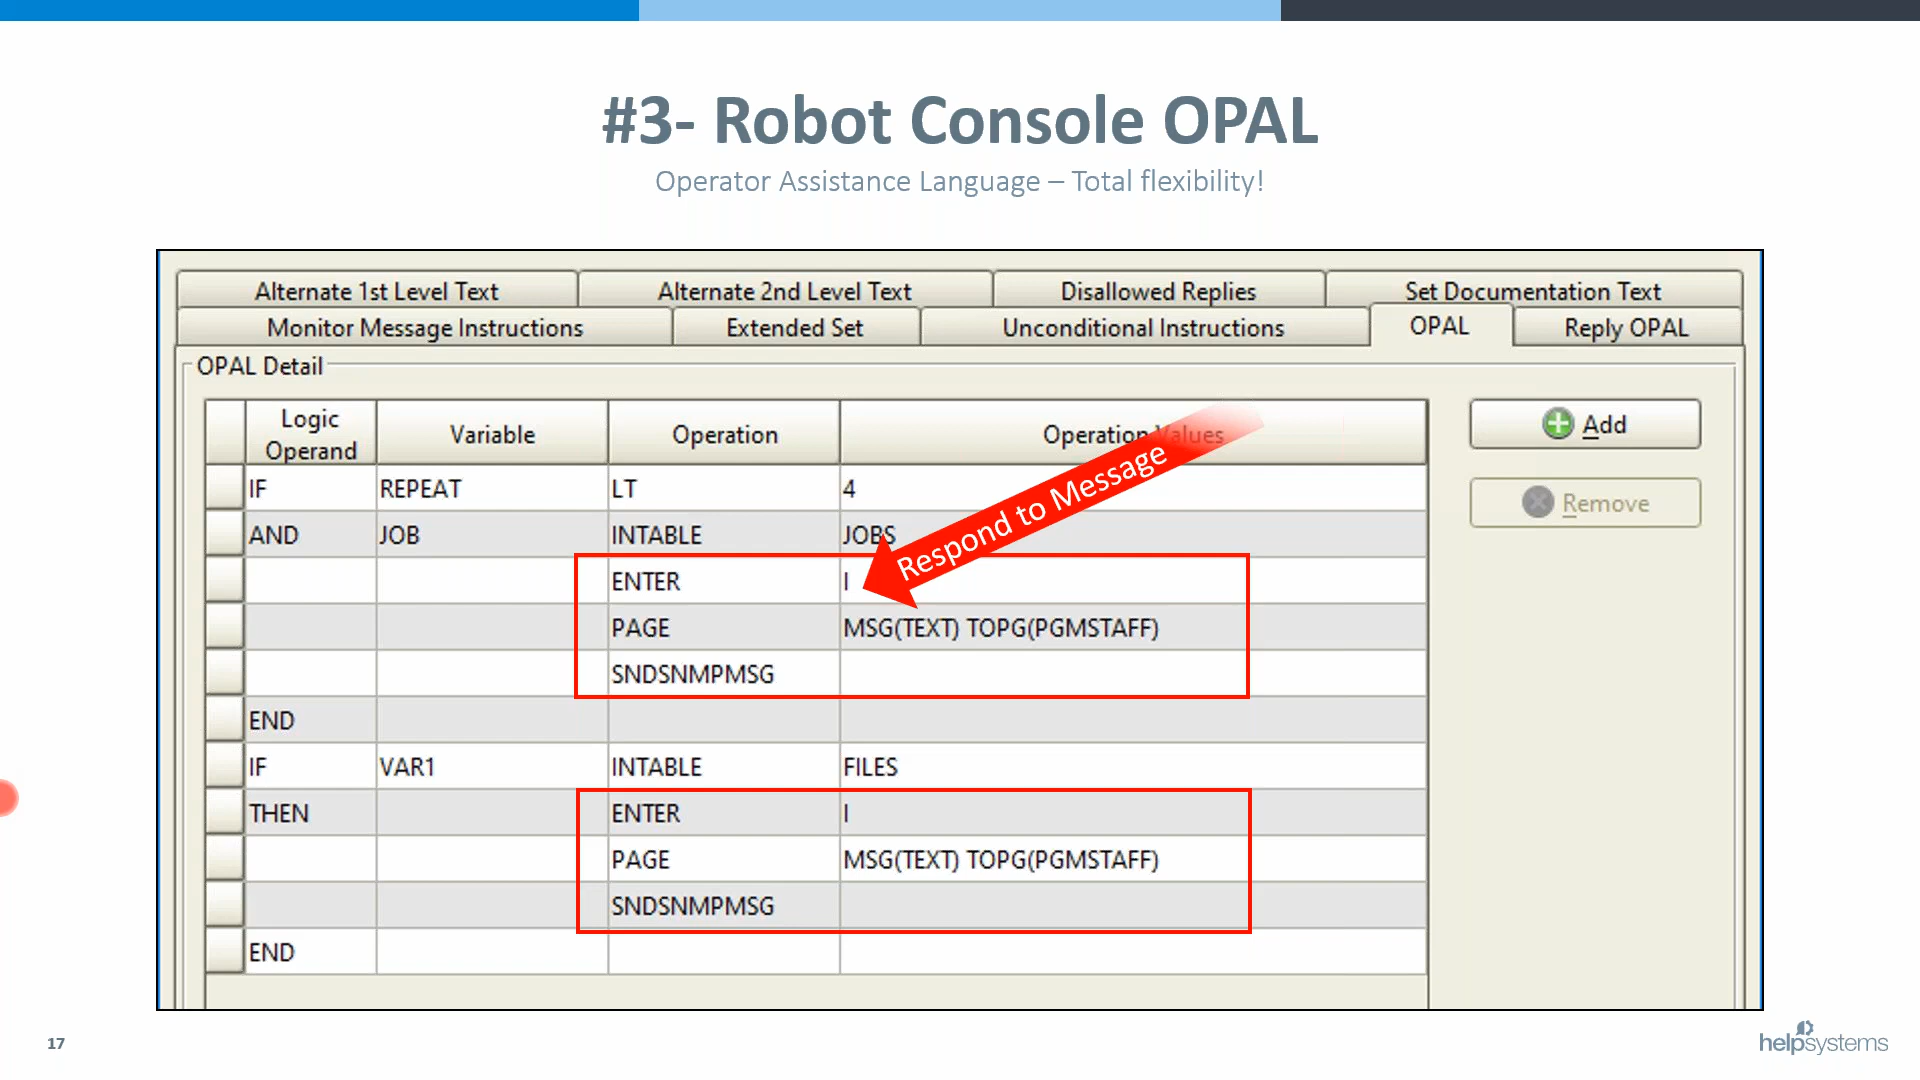 #3- Robot Console OPAL
Operator Assistance Language – Total flexibility!
Alternate 1st Level Text Alternate 2nd Level Text Disallowed Replies Set Documentation Text
Monitor Message Instructions Extended Set Unconditional Instructions OPAL Reply OPAL
OPAL Detail
Logic Operand Variable Operation Operation Values
Add
Remove
IF REPEAT LT 4
AND JOB INTABLE JOBS
Respond to Message
ENTER I
PAGE MSG(TEXT) TOPG(PGMSTAFF)
SNDSNMPMSG
END
IF VAR1 INTABLE FILES
THEN ENTER I
PAGE MSG(TEXT) TOPG(PGMSTAFF)
SNDSNMPMSG
END
17
helpsystems